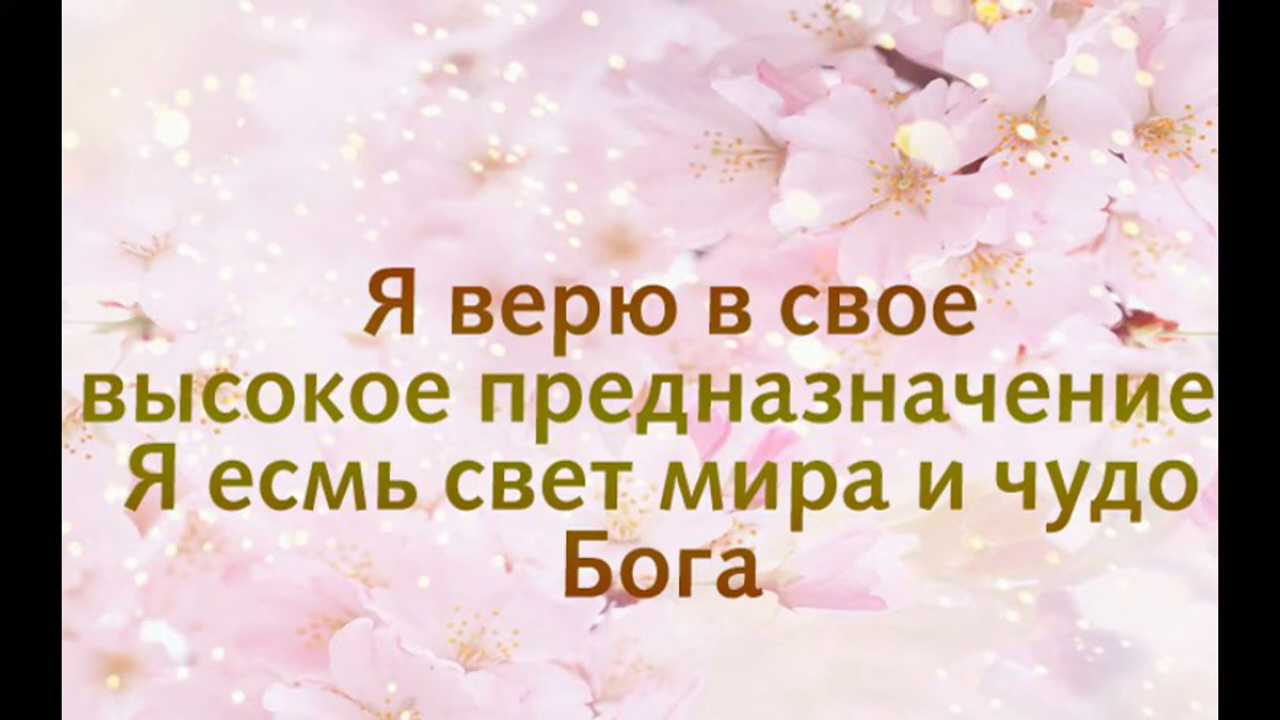 Я верю в свое
высокое предназначение
Я есмь свет мира и чудо
Бога